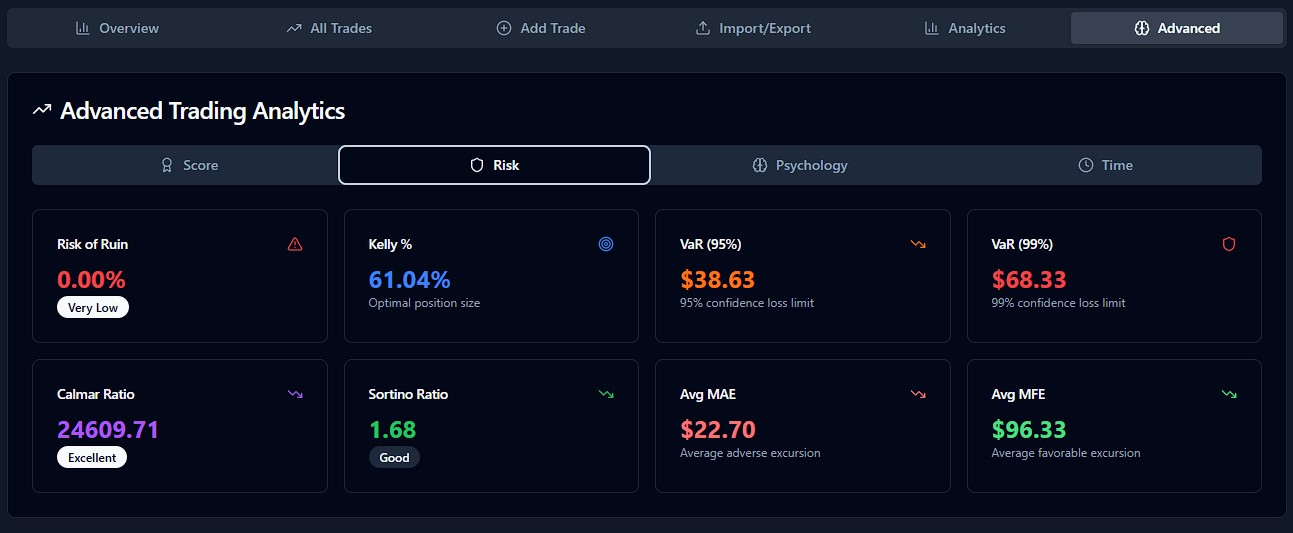 Overview
All Trades
Add Trade
Import/Export
Analytics
Advanced
Advanced Trading Analytics
Score
Risk
Psychology
Time
Risk of Ruin
0.00%
Very Low
Kelly %
61.04%
Optimal position size
VaR (95%)
$38.63
95% confidence loss limit
VaR (99%)
$68.33
99% confidence loss limit
Calmar Ratio
24609.71
Excellent
Sortino Ratio
1.68
Good
Avg MAE
$22.70
Average adverse excursion
Avg MFE
$96.33
Average favorable excursion